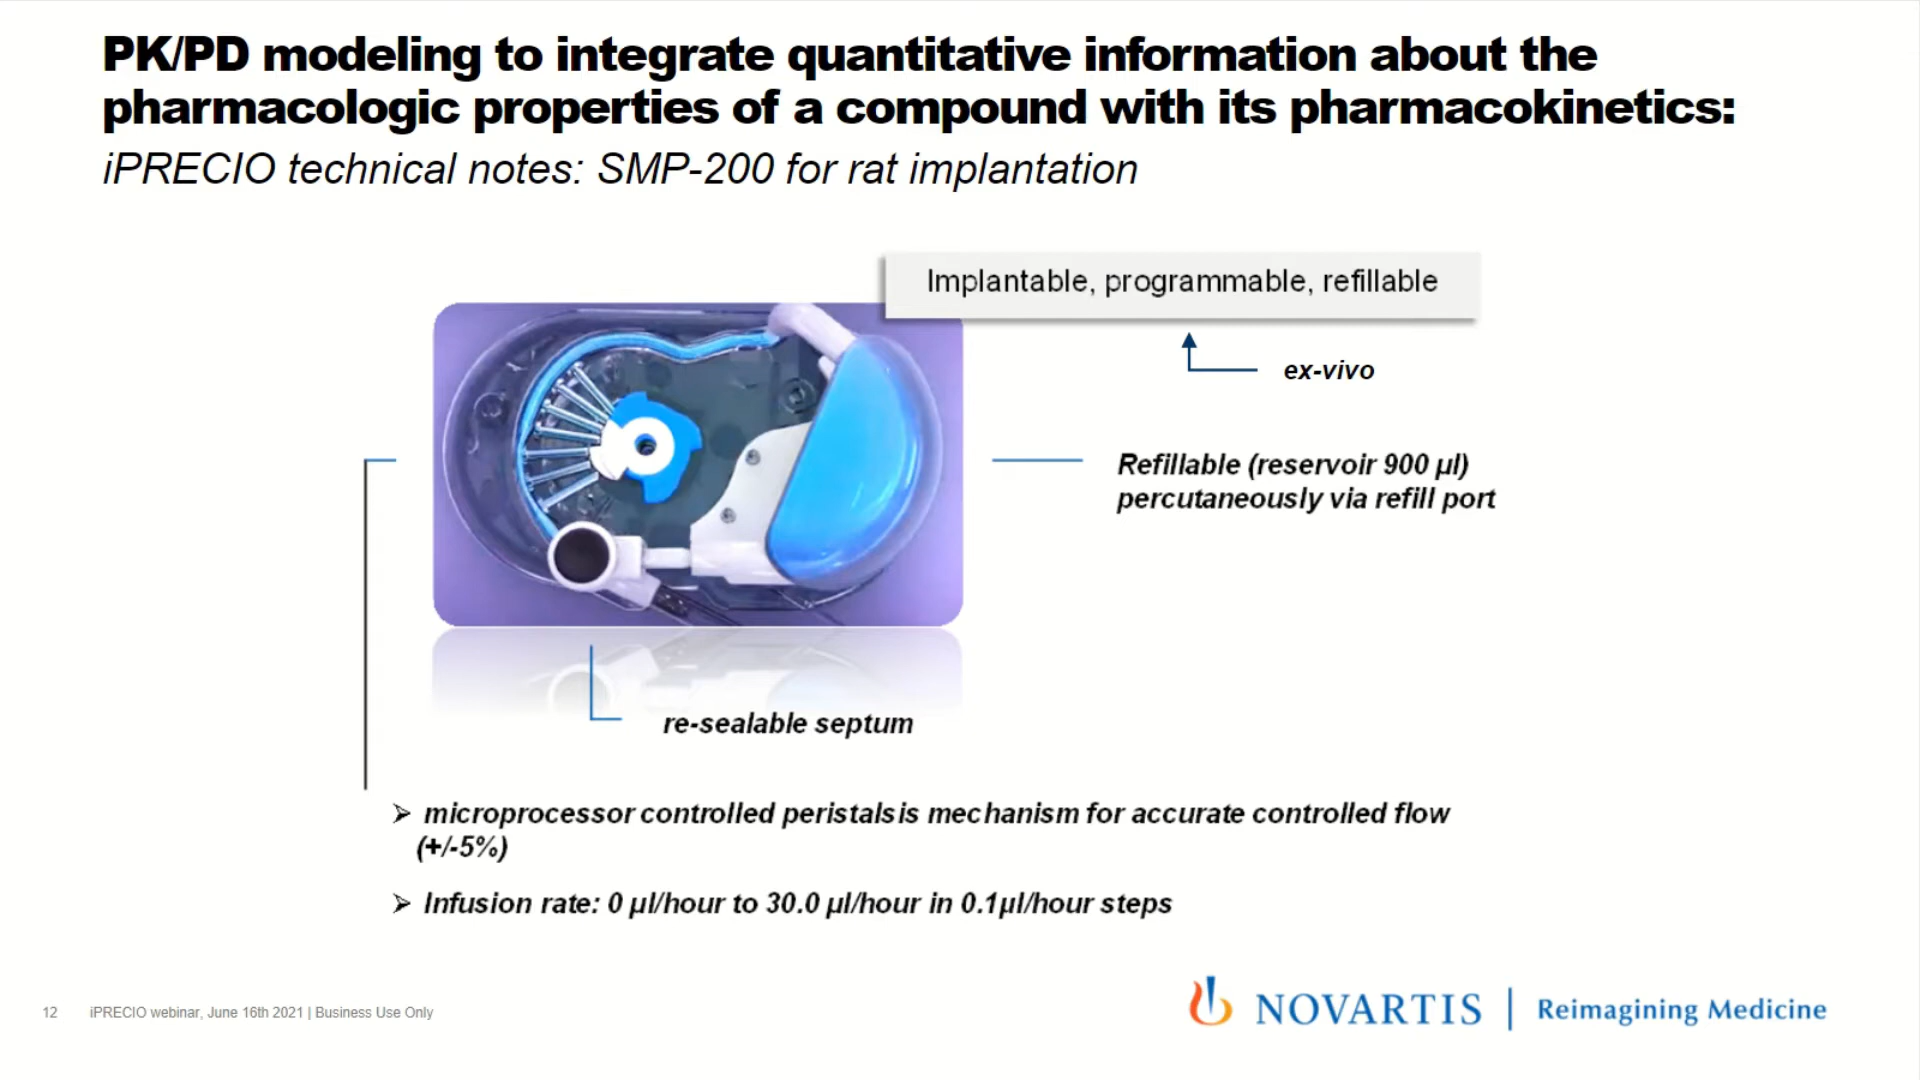 PK/PD modeling to integrate quantitative information about the
pharmacologic properties of a compound with its pharmacokinetics:
iPRECIO technical notes: SMP-200 for rat implantation
Implantable, programmable, refillable
ex-vivo
Refillable (reservoir 900 µl)
percutaneously via refill port
re-sealable septum
➢ microprocessor controlled peristalsis mechanism for accurate controlled flow
(+/-5%)
➢ Infusion rate: 0 µl/hour to 30.0 µl/hour in 0.1µl/hour steps
12 iPRECIO webinar, June 16th 2021 | Business Use Only
NOVARTIS | Reimagining Medicine